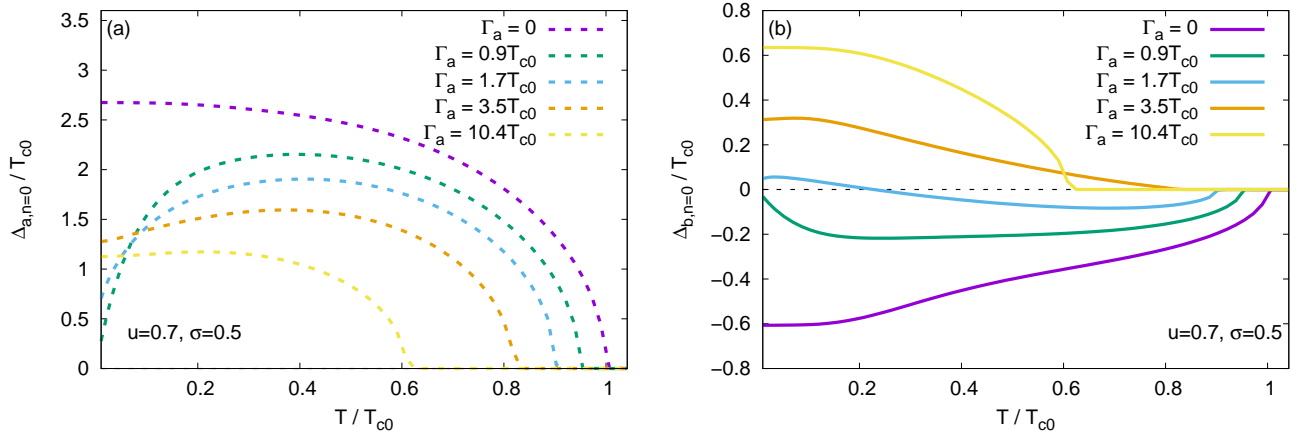 (a)
Γa = 0
Γa = 0.9Tc0
Γa = 1.7Tc0
Γa = 3.5Tc0
Γa = 10.4Tc0
3.5
3
2.5
2
1.5
1
0.5
0
Δa,n=0 / Tc0
u=0.7, σ=0.5
0.2 0.4 0.6 0.8 1
T / Tc0
(b)
Γa = 0
Γa = 0.9Tc0
Γa = 1.7Tc0
Γa = 3.5Tc0
Γa = 10.4Tc0
0.8
0.6
0.4
0.2
0
−0.2
−0.4
−0.6
−0.8
Δb,n=0 / Tc0
u=0.7, σ=0.5
0.2 0.4 0.6 0.8 1
T / Tc0